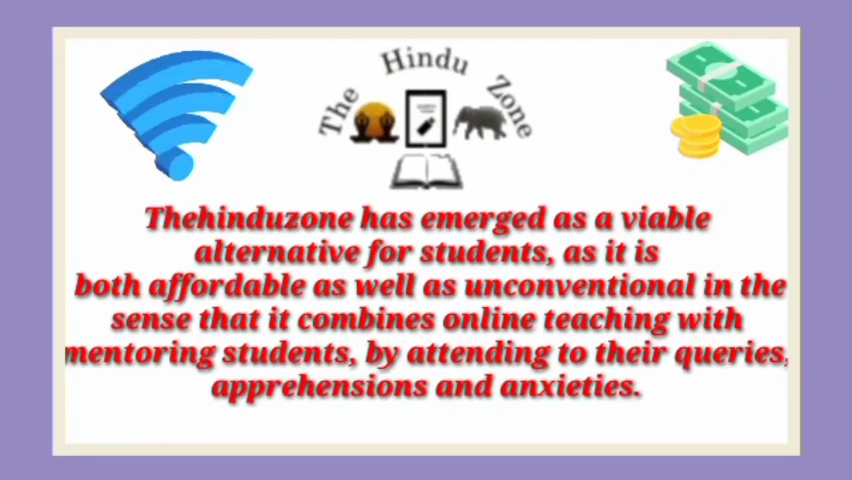 The Hindu Zone
Thehinduzone has emerged as a viable
alternative for students, as it is
both affordable as well as unconventional in the
sense that it combines online teaching with
mentoring students, by attending to their queries,
apprehensions and anxieties.